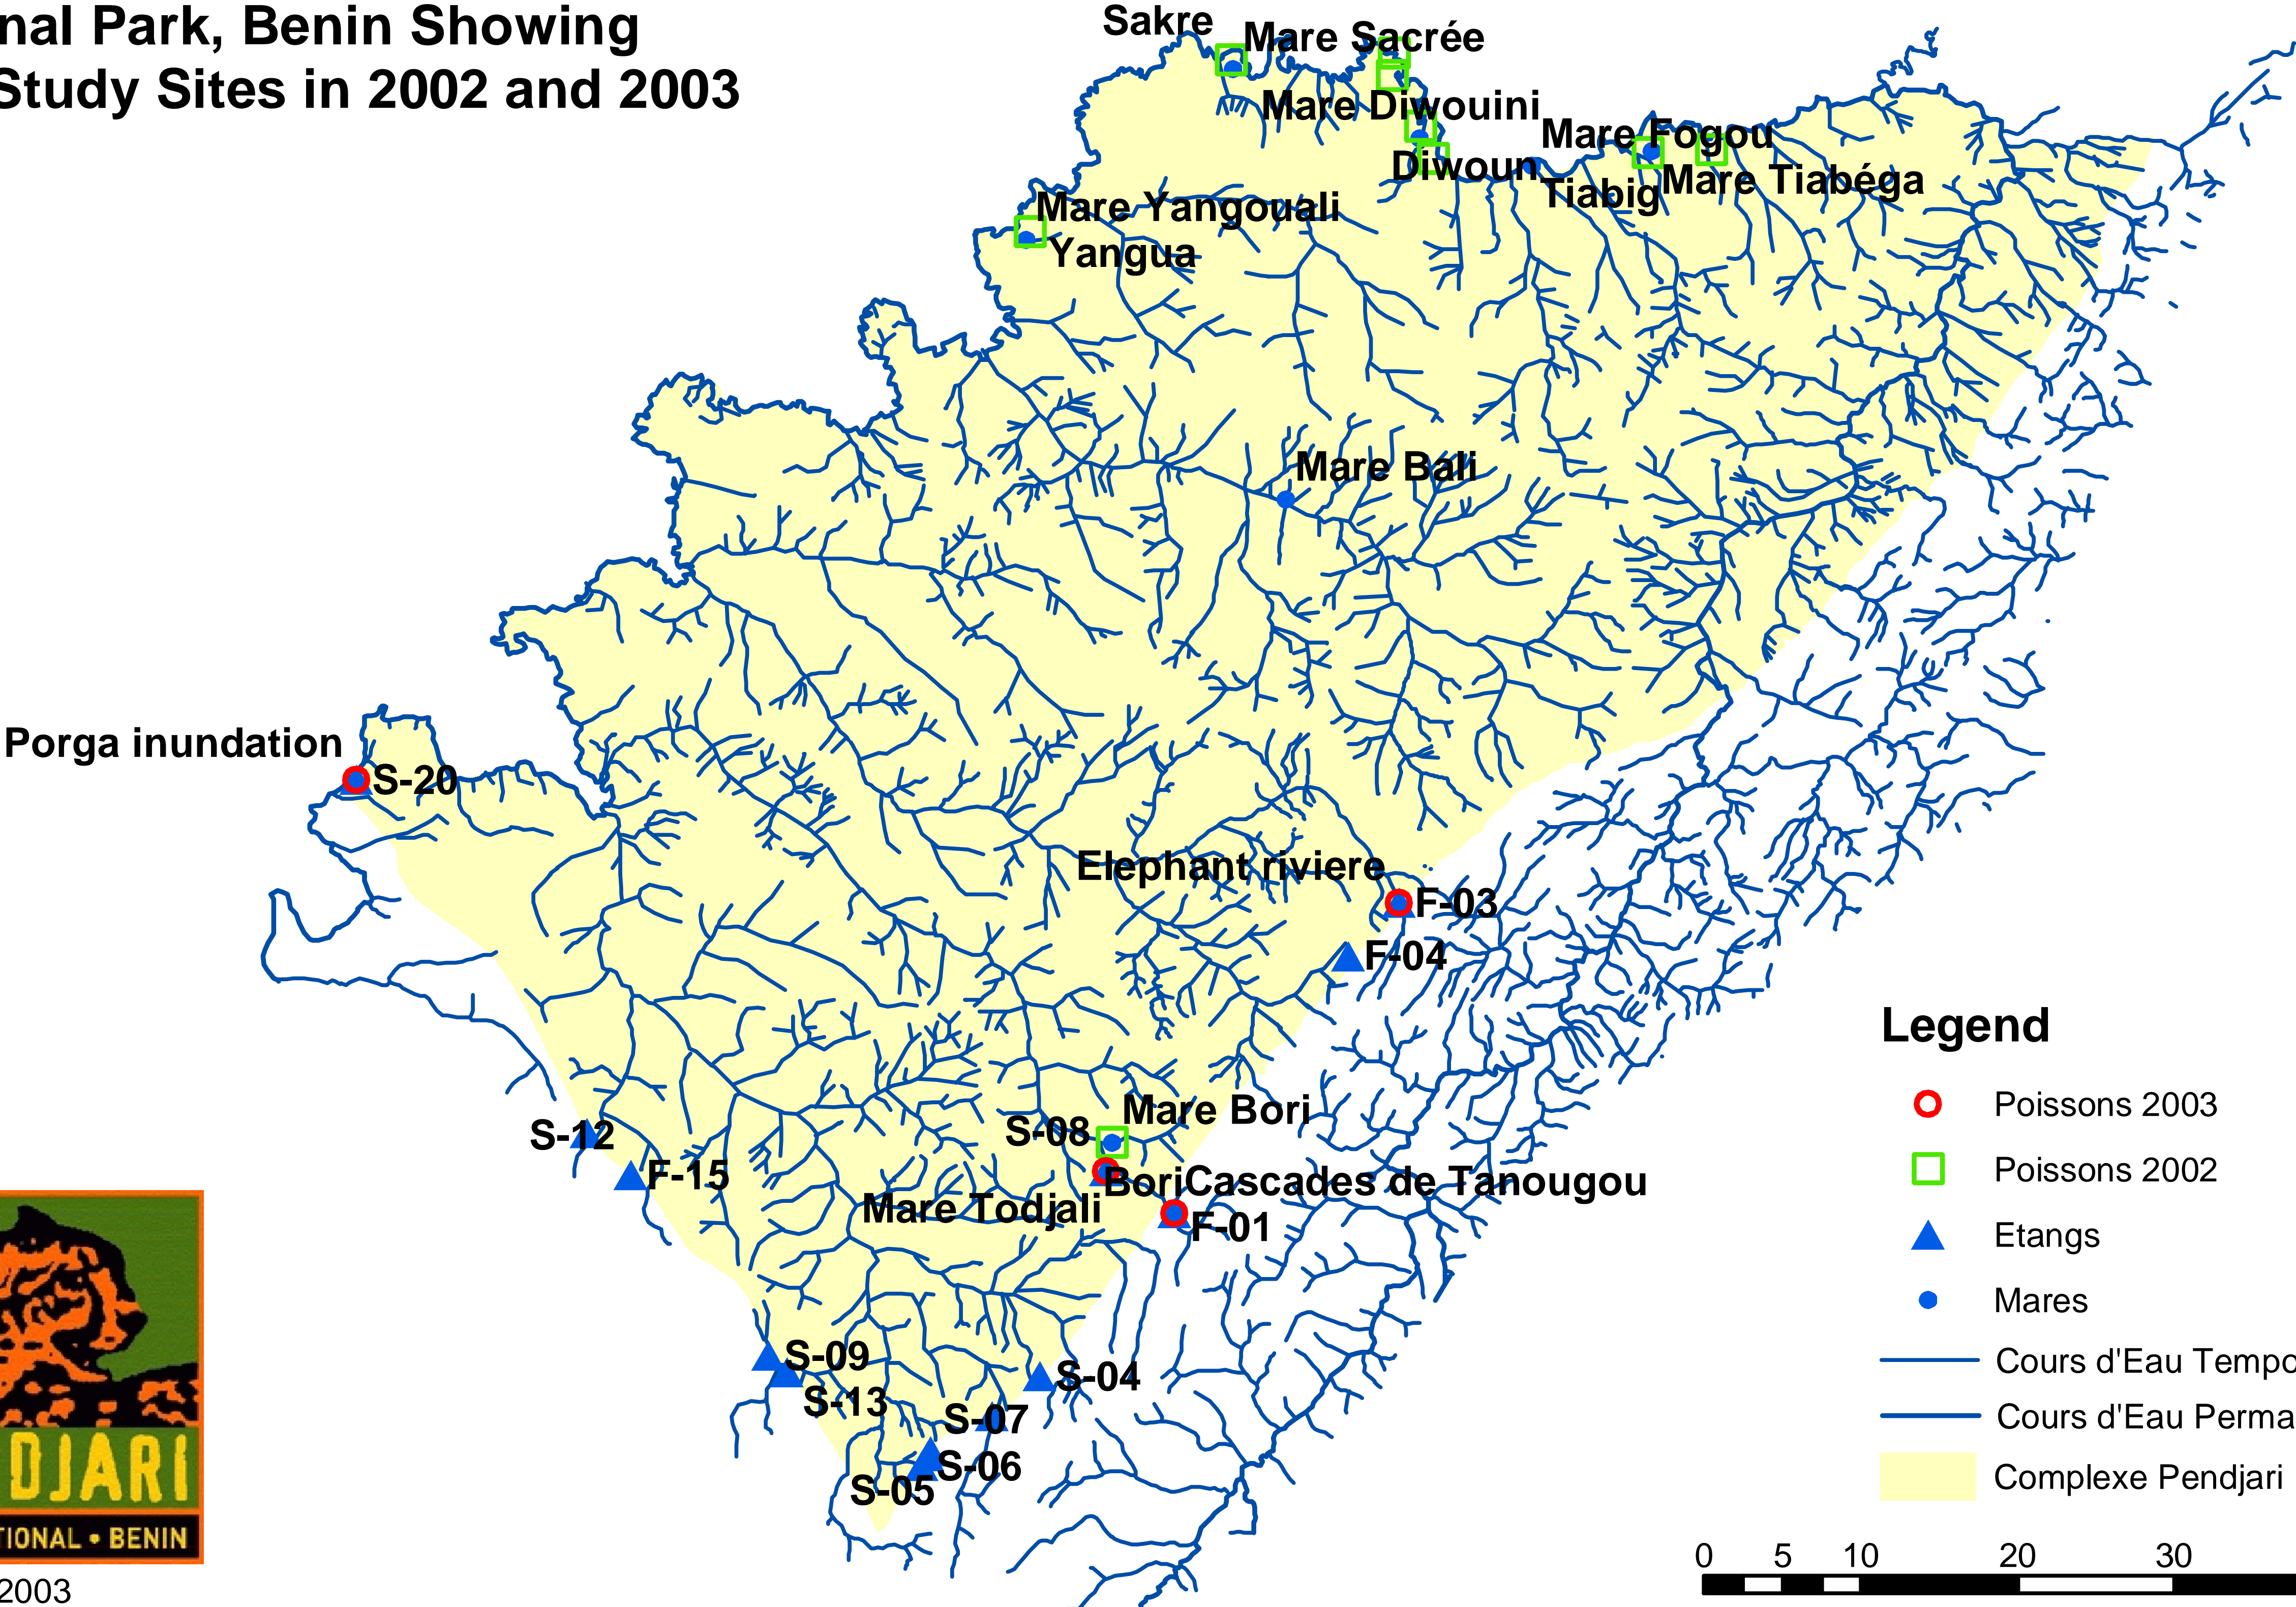 nal Park, Benin Showing
Study Sites in 2002 and 2003
Sakre
Mare Sacrée
Mare Diwouini
Diwoun
Mare Fogou
Tiabig
Mare Tiabéga
Mare Yangouali
Yangua
Mare Bali
Porga inundation
S-20
Elephant riviere
F-03
F-04
S-12
F-15
S-08
Mare Bori
Bori
Cascades de Tanougou
Mare Todjali
F-01
S-09
S-13
S-04
S-07
S-06
S-05
Legend
Poissons 2003
Poissons 2002
Etangs
Mares
Cours d'Eau Tempo
Cours d'Eau Perma
Complexe Pendjari
0 5 10 20 30
DJARI
TIONAL • BENIN
2003